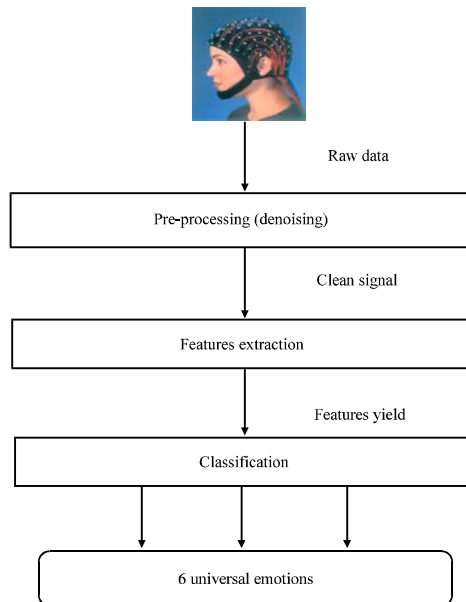 Raw data
Pre-processing (denoising)
Clean signal
Features extraction
Features yield
Classification
6 universal emotions